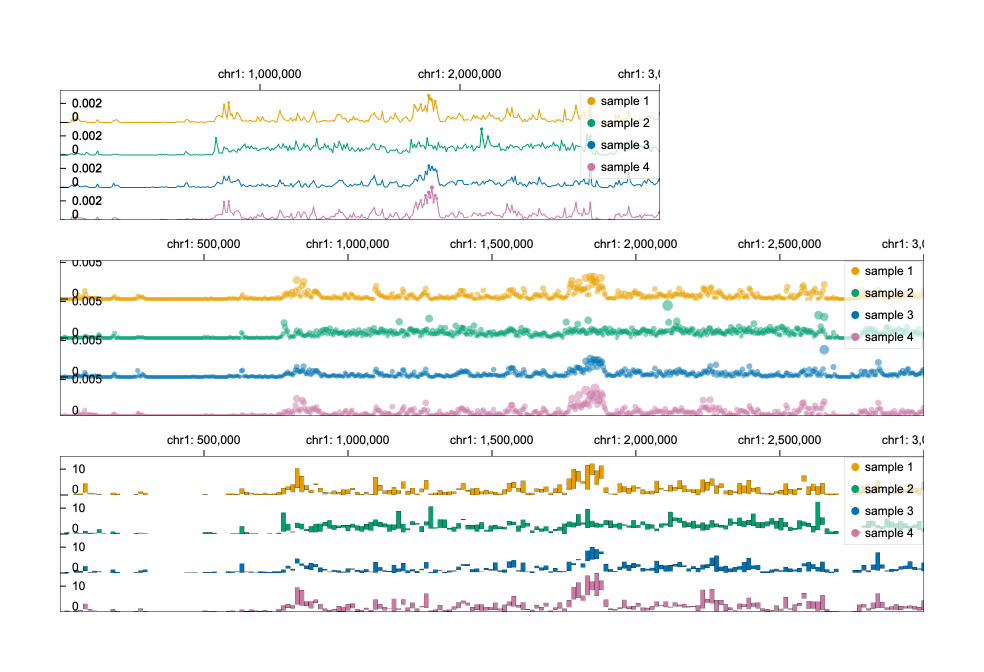 chr1: 1,000,000 chr1: 2,000,000 chr1: 3,0
0.002 sample 1
0 sample 2
0.002 sample 3
0 sample 4
0.002
0
0.002
0
chr1: 500,000 chr1: 1,000,000 chr1: 1,500,000 chr1: 2,000,000 chr1: 2,500,000 chr1: 3,0
0.005 sample 1
0 sample 2
0.005 sample 3
0 sample 4
0.005
0
0.005
0
chr1: 500,000 chr1: 1,000,000 chr1: 1,500,000 chr1: 2,000,000 chr1: 2,500,000 chr1: 3,0
10 sample 1
0 sample 2
10 sample 3
0 sample 4
10
0
10
0